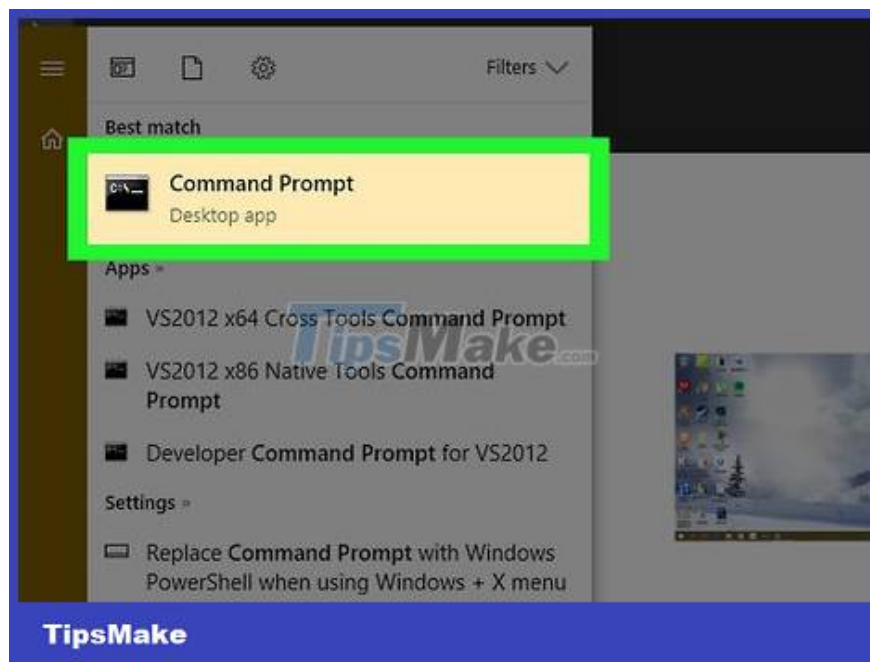 Filters
Best match
Command Prompt
Desktop app
Apps »
VS2012 x64 Cross Tools Command Prompt
TipsMake.com
VS2012 x86 Native Tools Command
Prompt
Developer Command Prompt for VS2012
Settings »
Replace Command Prompt with Windows
PowerShell when using Windows + X menu
TipsMake